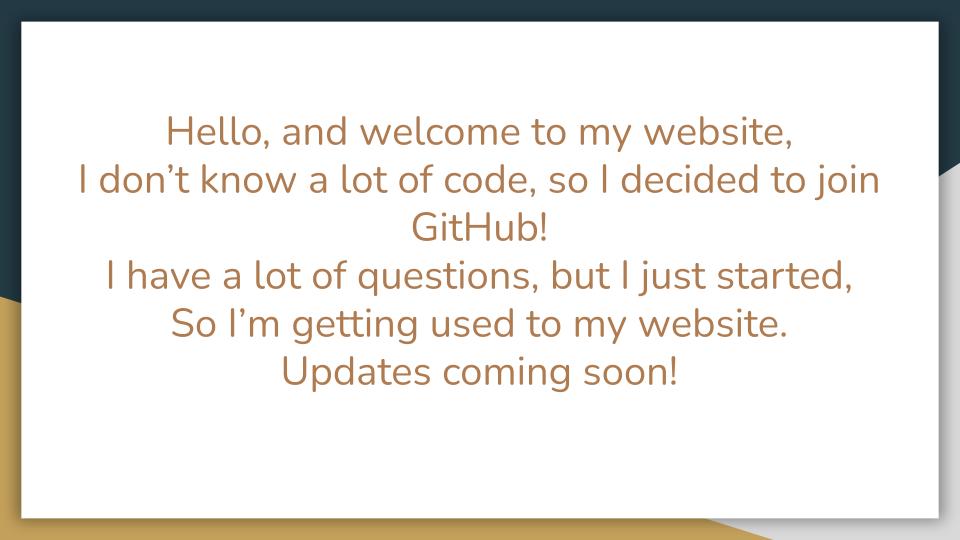 Hello, and welcome to my website,
I don’t know a lot of code, so I decided to join
GitHub!
I have a lot of questions, but I just started,
So I’m getting used to my website.
Updates coming soon!